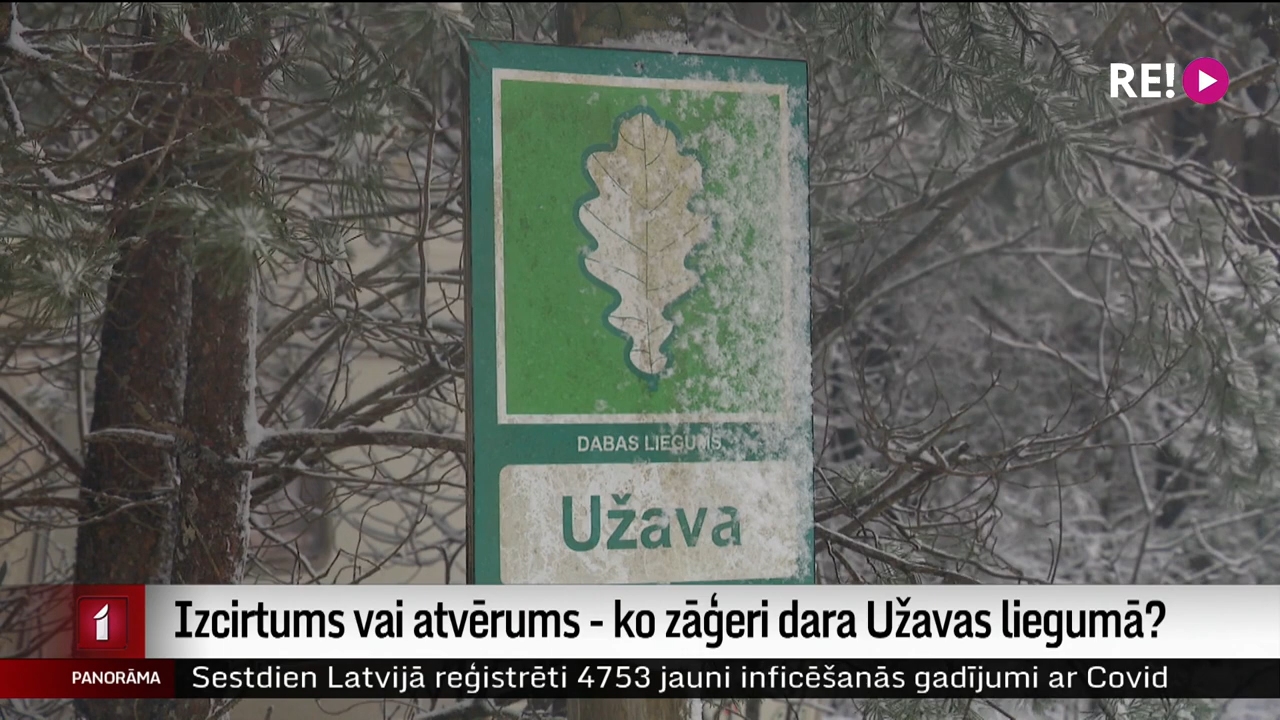 RE!
DABAS LIEGUMS
Užava
1
Izcirtums vai atvērums - ko zāģeri dara Užavas liegumā?
PANORĀMA
Sestdien Latvijā reģistrēti 4753 jauni inficēšanās gadījumi ar Covid